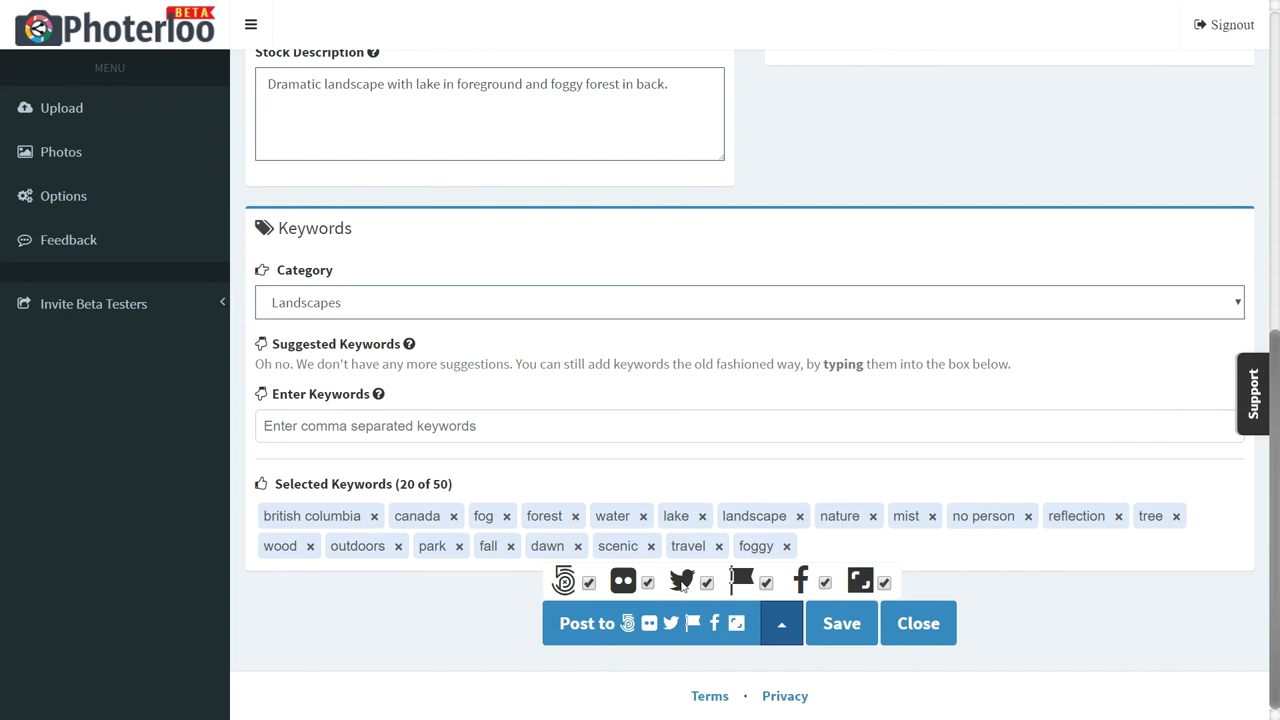 Photerloo
BETA
Signout
MENU
Upload
Photos
Options
Feedback
Invite Beta Testers
Stock Description
Dramatic landscape with lake in foreground and foggy forest in back.
Keywords
Category
Landscapes
Suggested Keywords
Oh no. We don't have any more suggestions. You can still add keywords the old fashioned way, by typing them into the box below.
Enter Keywords
Enter comma separated keywords
Selected Keywords (20 of 50)
british columbia × canada × fog × forest × water × lake × landscape × nature × mist × no person × reflection × tree ×
wood × outdoors × park × fall × dawn × scenic × travel × foggy ×
Post to
Save
Close
Terms · Privacy
Support